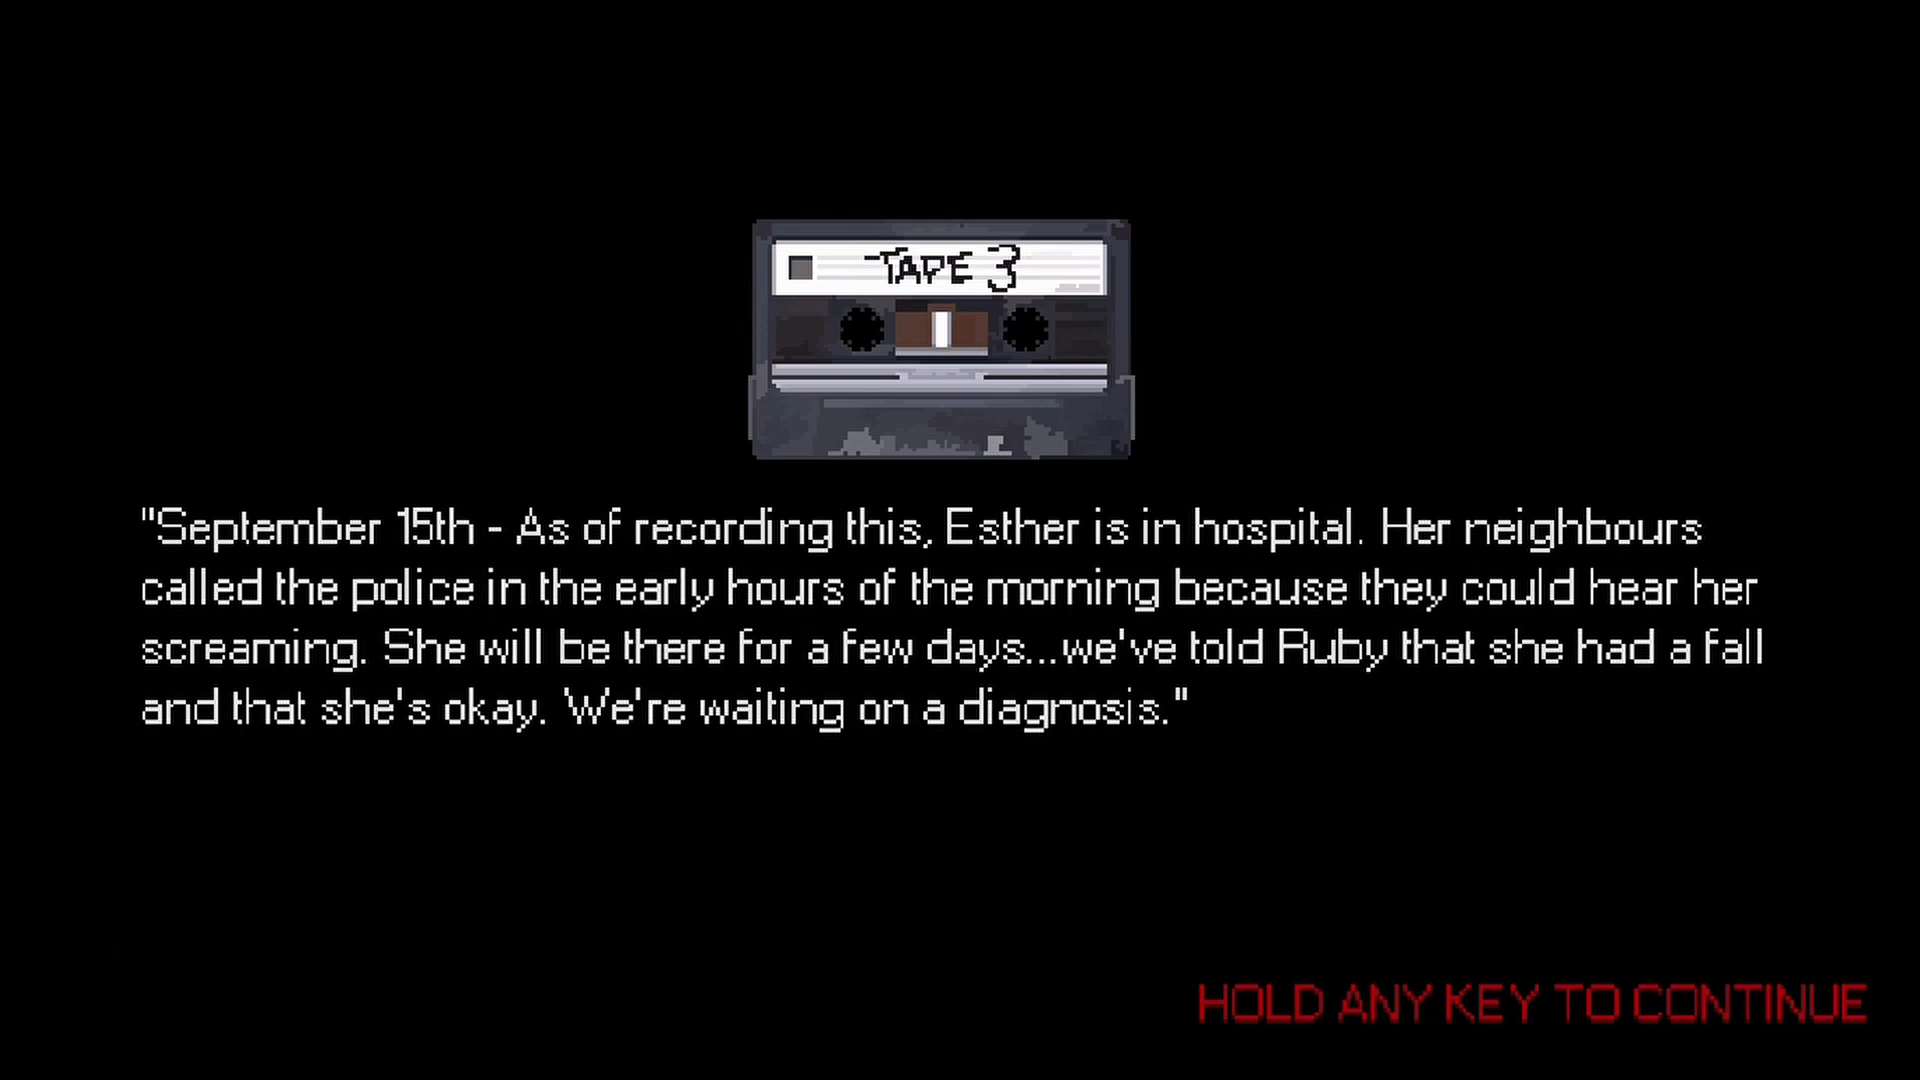 TAPE 3
"September 15th - As of recording this, Esther is in hospital. Her neighbours
called the police in the early hours of the morning because they could hear her
screaming. She will be there for a few days...we've told Ruby that she had a fall
and that she's okay. We're waiting on a diagnosis."
HOLD ANY KEY TO CONTINUE